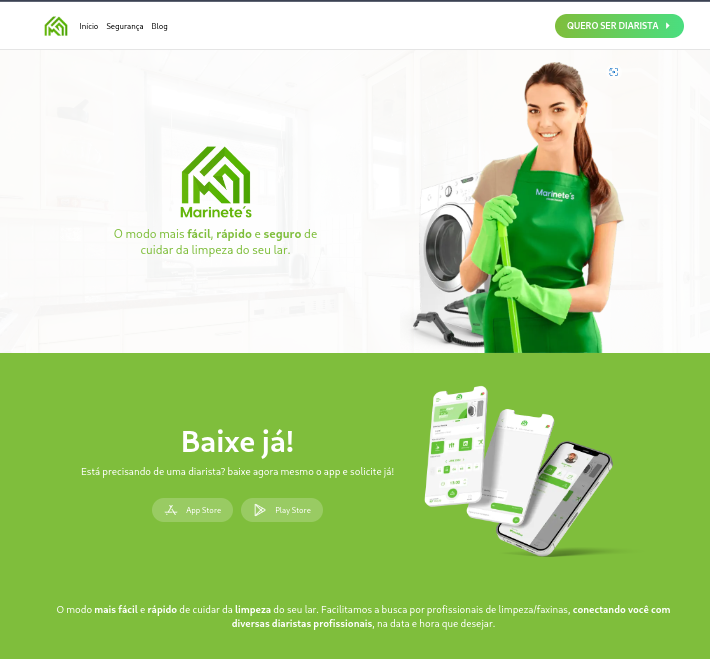 Início Segurança Blog
QUERO SER DIARISTA
Marinete´s
O modo mais fácil, rápido e seguro de
cuidar da limpeza do seu lar.
Marinete´s
Baixe já!
Está precisando de uma diarista? baixe agora mesmo o app e solicite já!
App Store
Play Store
O modo mais fácil e rápido de cuidar da limpeza do seu lar. Facilitamos a busca por profissionais de limpeza/faxinas, conectando você com
diversas diaristas profissionais, na data e hora que desejar.